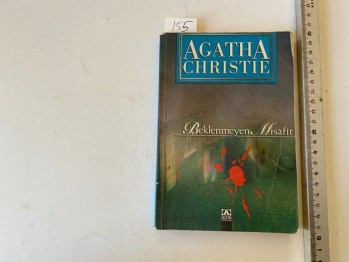 155
AGATHA
CHRISTIE
Beklenmeyen Misafir